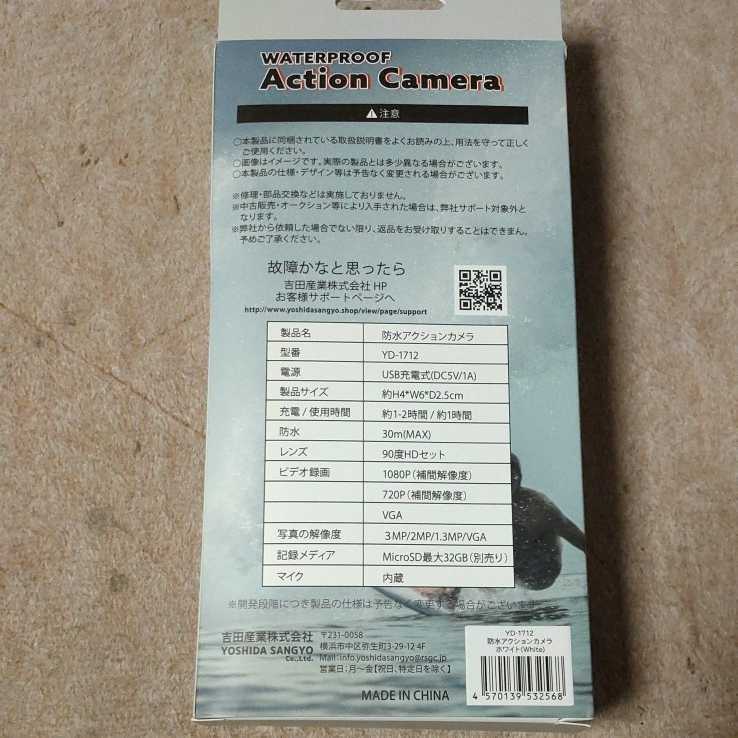 WATERPROOF
Action Camera
⚠注意
○本製品に同梱されている取扱説明書をよくお読みの上、用法を守って正しく
ご使用ください。
○画像はイメージです。実際の製品とは多少異なる場合がございます。
○本製品の仕様・デザイン等は予告なく変更される場合がございます。
※修理・部品交換などは実施しておりません。
※中古販売・オークション等により入手された場合は、弊社サポート対象外と
なります。
※弊社から依頼した場合でない限り、返品をお受け取りすることはできません。
予めご了承ください。
故障かなと思ったら
吉田産業株式会社 HP
お客様サポートページへ
http://www.yoshidasangyo.shop/view/page/support
製品名 防水アクションカメラ
型番 YD-1712
電源 USB充電式(DC5V/1A)
製品サイズ 約H4*W6*D2.5cm
充電 / 使用時間 約1-2時間 / 約1時間
防水 30m(MAX)
レンズ 90度HDセット
ビデオ録画 1080P(補間解像度)
720P(補間解像度)
VGA
写真の解像度 3MP/2MP/1.3MP/VGA
記録メディア MicroSD最大32GB(別売り)
マイク 内蔵
※開発段階につき製品の仕様は予告なく変更する場合がございます。
吉田産業株式会社
YOSHIDA SANGYO
Co.,Ltd.
〒231-0058
横浜市中区弥生町3-29-12 4F
Mail:info.yoshidasangyo@rsgc.jp
営業日:月〜金【祝日、特定日を除く】
MADE IN CHINA
YD-1712
防水アクションカメラ
ホワイト(White)
4 570139 532568